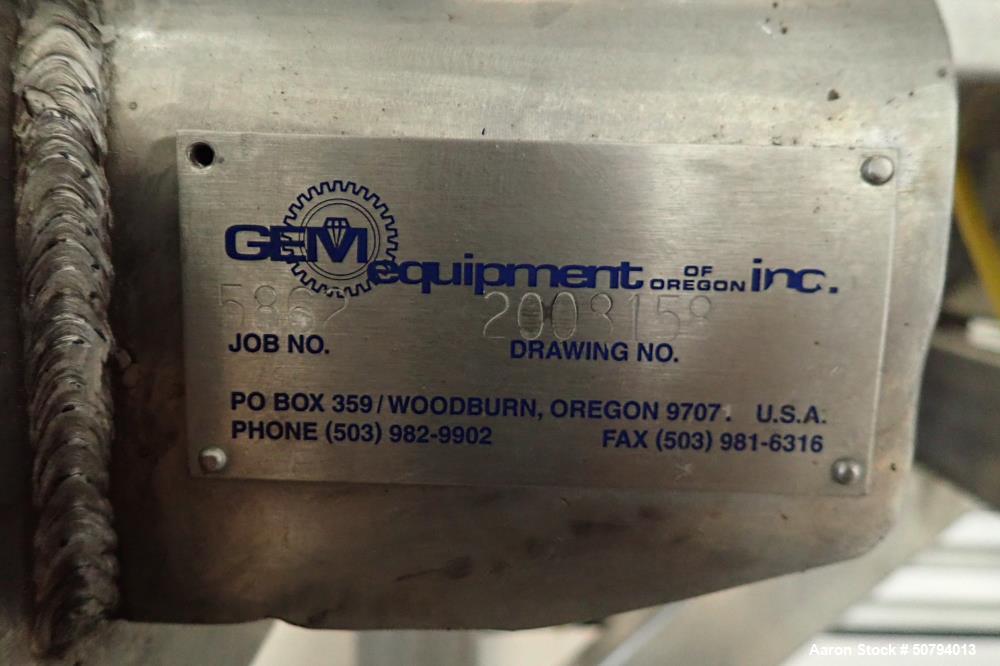 GEM equipment OF OREGON inc.
5862 2008158
JOB NO. DRAWING NO.
PO BOX 359/WOODBURN, OREGON 9707. U.S.A.
PHONE (503) 982-9902 FAX (503) 981-6316
Aaron Stock # 50794013